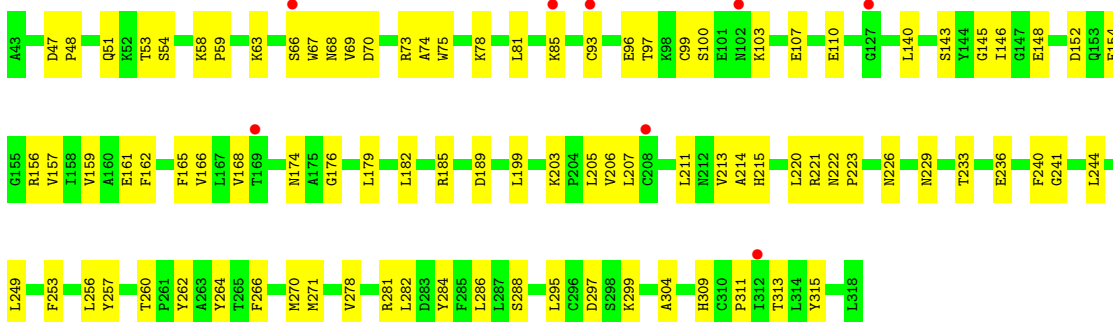 A43 D47 P48 Q51 K52 T53 S54 K58 P59 K63 S66 W67 N68 V69 D70 R73 A74 W75 K78 L81 K85 C93 E96 T97 K98 C99 S100 E101 N102 K103 E107 E110 G127 L140 S143 Y144 G145 I146 G147 E148 D152 Q153 E154
G155 R156 V157 I158 V159 A160 E161 F162 F165 V166 L167 V168 T169 N174 A175 G176 L179 L182 R185 D189 L199 K203 P204 L205 V206 L207 C208 L211 N212 V213 A214 H215 L220 R221 N222 P223 N226 N229 T233 E236 F240 G241 L244
L249 F253 L256 Y257 T260 P261 Y262 A263 Y264 T265 F266 M270 M271 V278 R281 L282 D283 Y284 F285 L286 L287 S288 L295 C296 D297 S298 K299 A304 H309 C310 P311 I312 T313 L314 Y315 L318